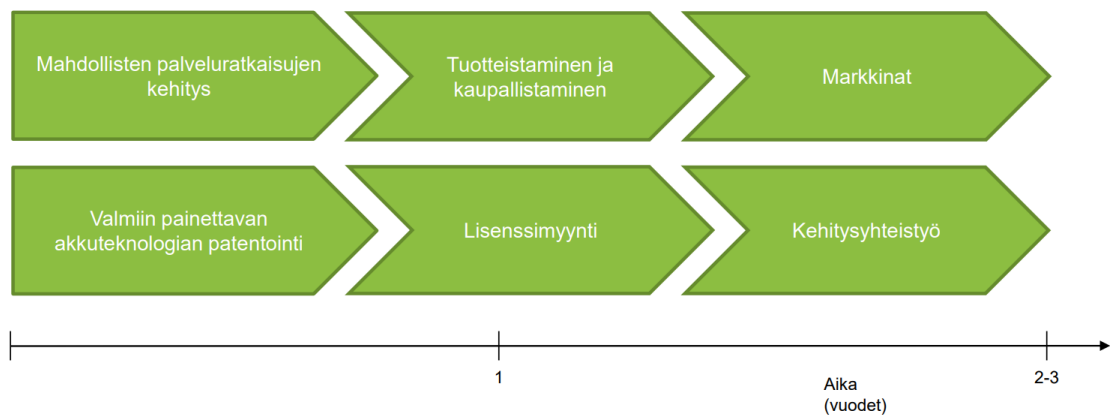 Mahdollisten palveluratkaisujen
kehitys
Tuotteistaminen ja
kaupallistaminen
Markkinat
Valmiin painettavan
akkuteknologian patentointi
Lisenssimyynti
Kehitysyhteistyö
1
2-3
Aika
(vuodet)